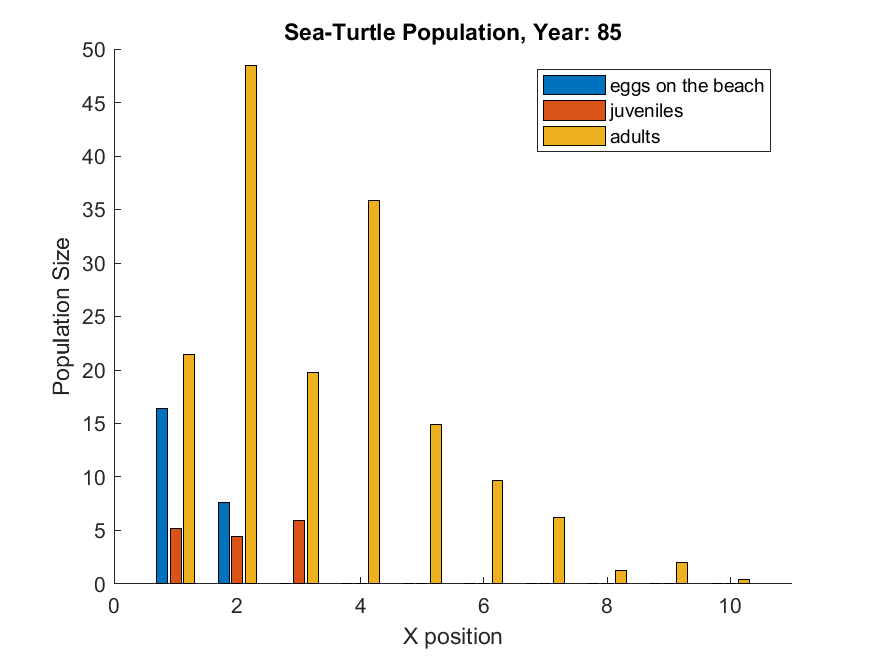 Sea-Turtle Population, Year: 85
50
45
40
35
30
25
20
15
10
5
0
Population Size
eggs on the beach
juveniles
adults
0 2 4 6 8 10
X position